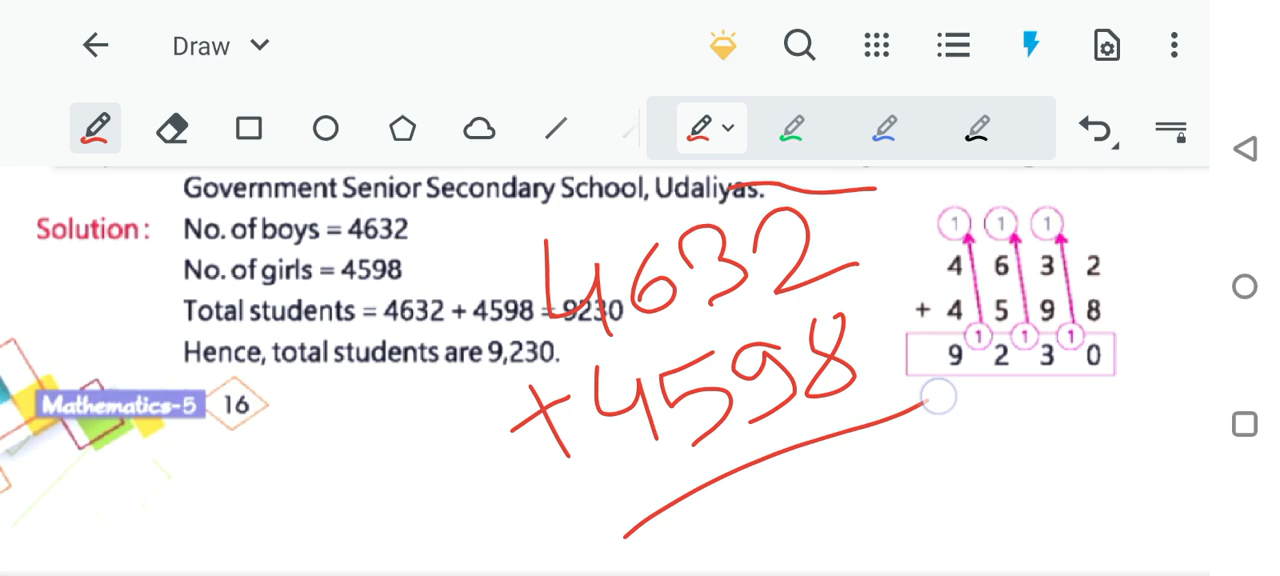 Draw
Government Senior Secondary School, Udaliyas.
Solution: No. of boys = 4632
No. of girls = 4598
Total students = 4632 + 4598 = 9230
Hence, total students are 9,230.
1 1 1
4 6 3 2
+ 4 5 9 8
1 1 1
9 2 3 0
4632
+4598
Mathematics-5 16